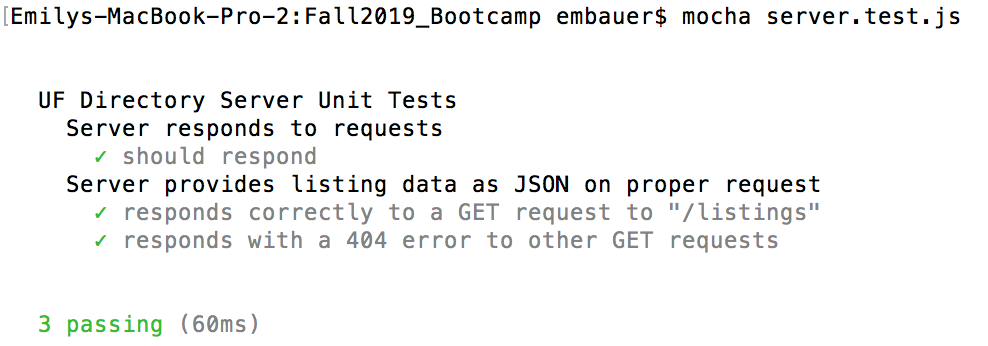 [Emilys-MacBook-Pro-2:Fall2019_Bootcamp embauer$ mocha server.test.js
UF Directory Server Unit Tests
Server responds to requests
✓ should respond
Server provides listing data as JSON on proper request
✓ responds correctly to a GET request to "/listings"
✓ responds with a 404 error to other GET requests
3 passing (60ms)